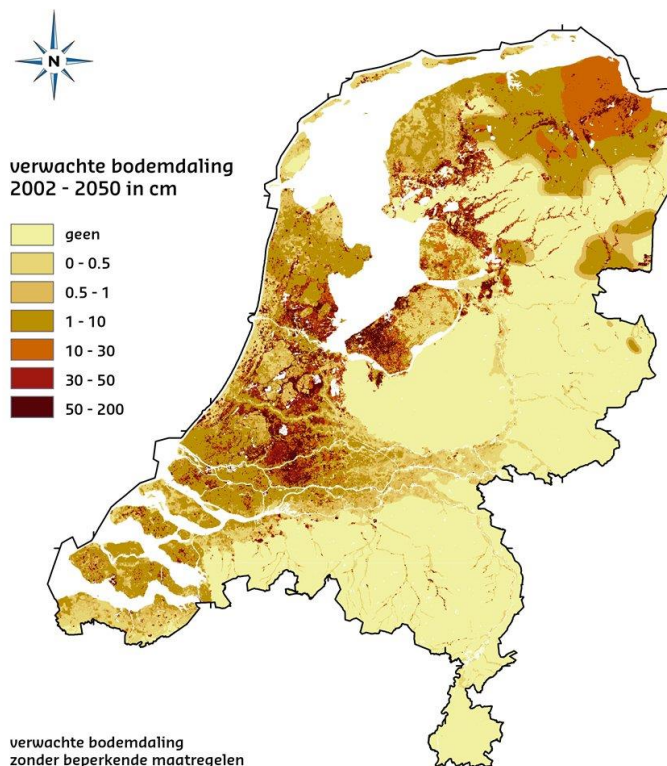 N
verwachte bodemdaling
2002 - 2050 in cm
geen
0 - 0.5
0.5 - 1
1 - 10
10 - 30
30 - 50
50 - 200
verwachte bodemdaling
zonder beperkende maatregelen